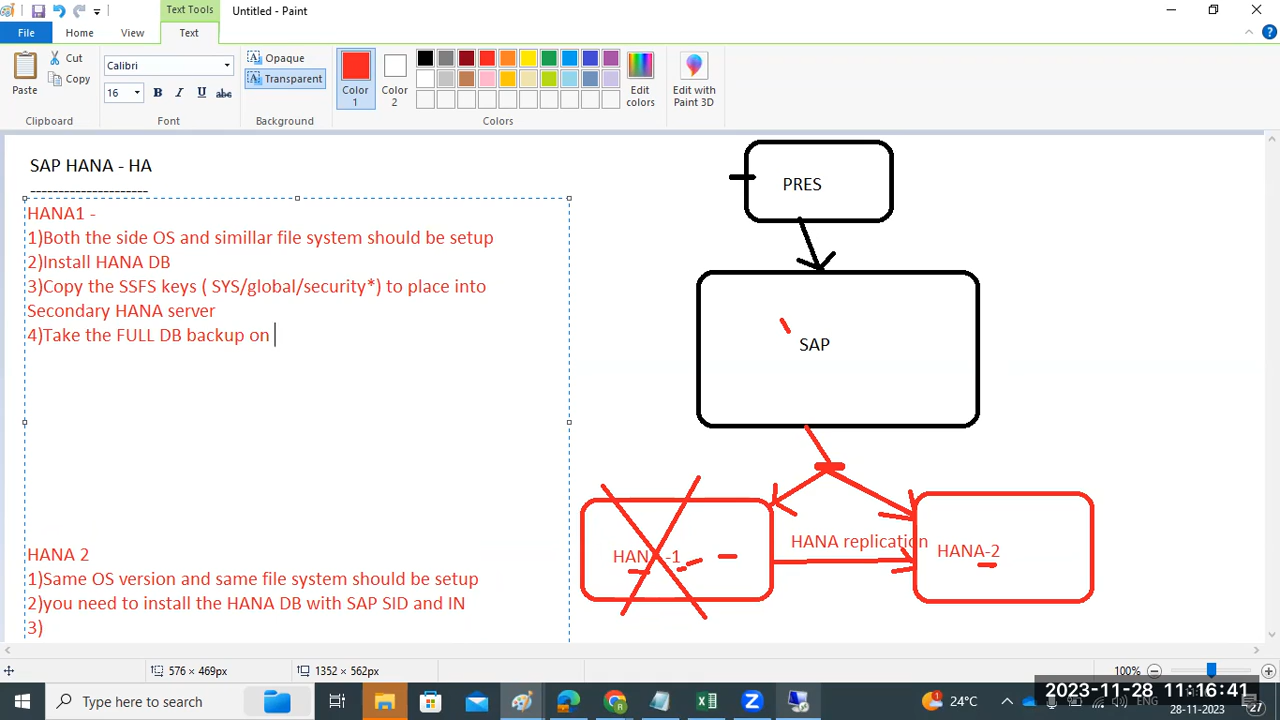 Text Tools
Untitled - Paint
File
Home
View
Text
Paste
Cut
Copy
Clipboard
Calibri
16
B I U abc
Font
Opaque
Transparent
Background
Color 1
Color 2
Edit colors
Colors
Edit with Paint 3D
SAP HANA - HA
---------------------
HANA1 -
1)Both the side OS and simillar file system should be setup
2)Install HANA DB
3)Copy the SSFS keys ( SYS/global/security*) to place into
Secondary HANA server
4)Take the FULL DB backup on
HANA 2
1)Same OS version and same file system should be setup
2)you need to install the HANA DB with SAP SID and IN
3)
PRES
SAP
HANA replication
HANA-1
HANA-2
576 × 469px
1352 × 562px
100%
Type here to search
24°C
ENG
2023-11-28 11:16:41
28-11-2023
27